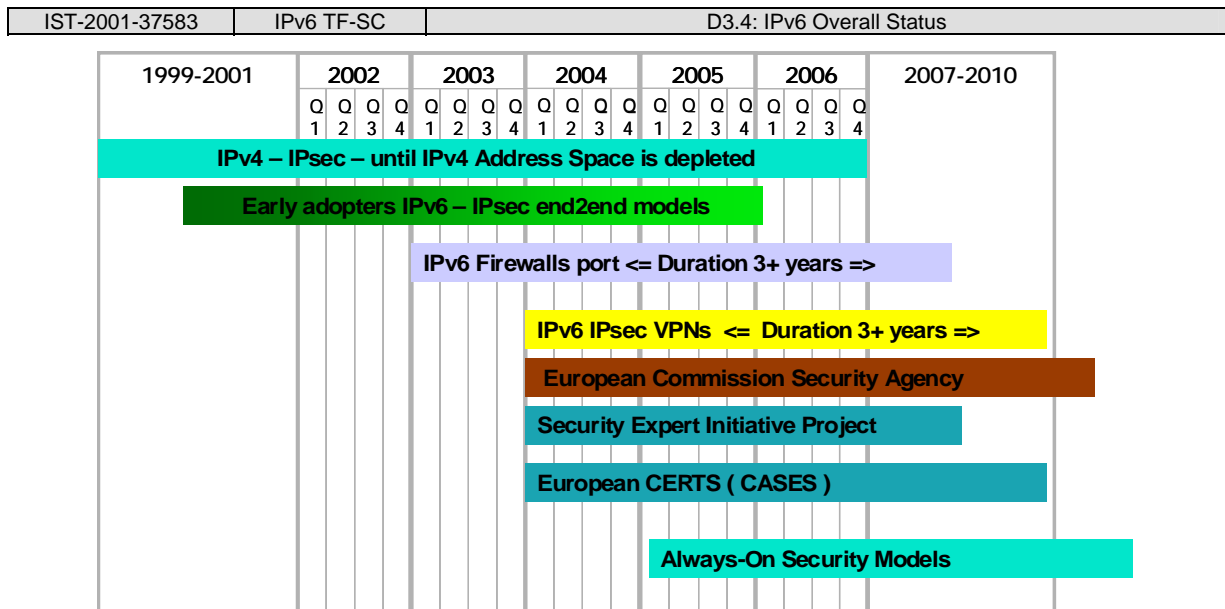 IST-2001-37583 IPv6 TF-SC D3.4: IPv6 Overall Status
1999-2001 2002 2003 2004 2005 2006 2007-2010
Q Q Q Q Q Q Q Q Q Q Q Q Q Q Q Q Q Q Q Q
1 2 3 4 1 2 3 4 1 2 3 4 1 2 3 4 1 2 3 4
IPv4 – IPsec – until IPv4 Address Space is depleted
Early adopters IPv6 – IPsec end2end models
IPv6 Firewalls port <= Duration 3+ years =>
IPv6 IPsec VPNs <= Duration 3+ years =>
European Commission Security Agency
Security Expert Initiative Project
European CERTS ( CASES )
Always-On Security Models